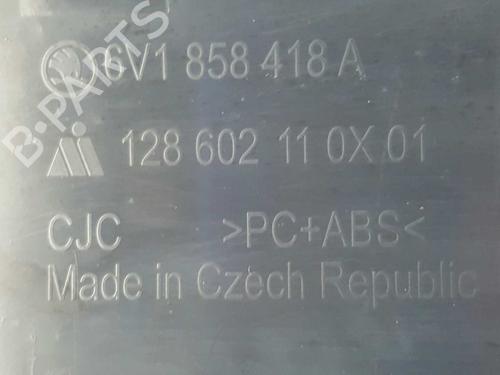 6V1 858 418 A
128 602 11 0X 01
CJC >PC+ABS<
Made in Czech Republic
B-PARTS